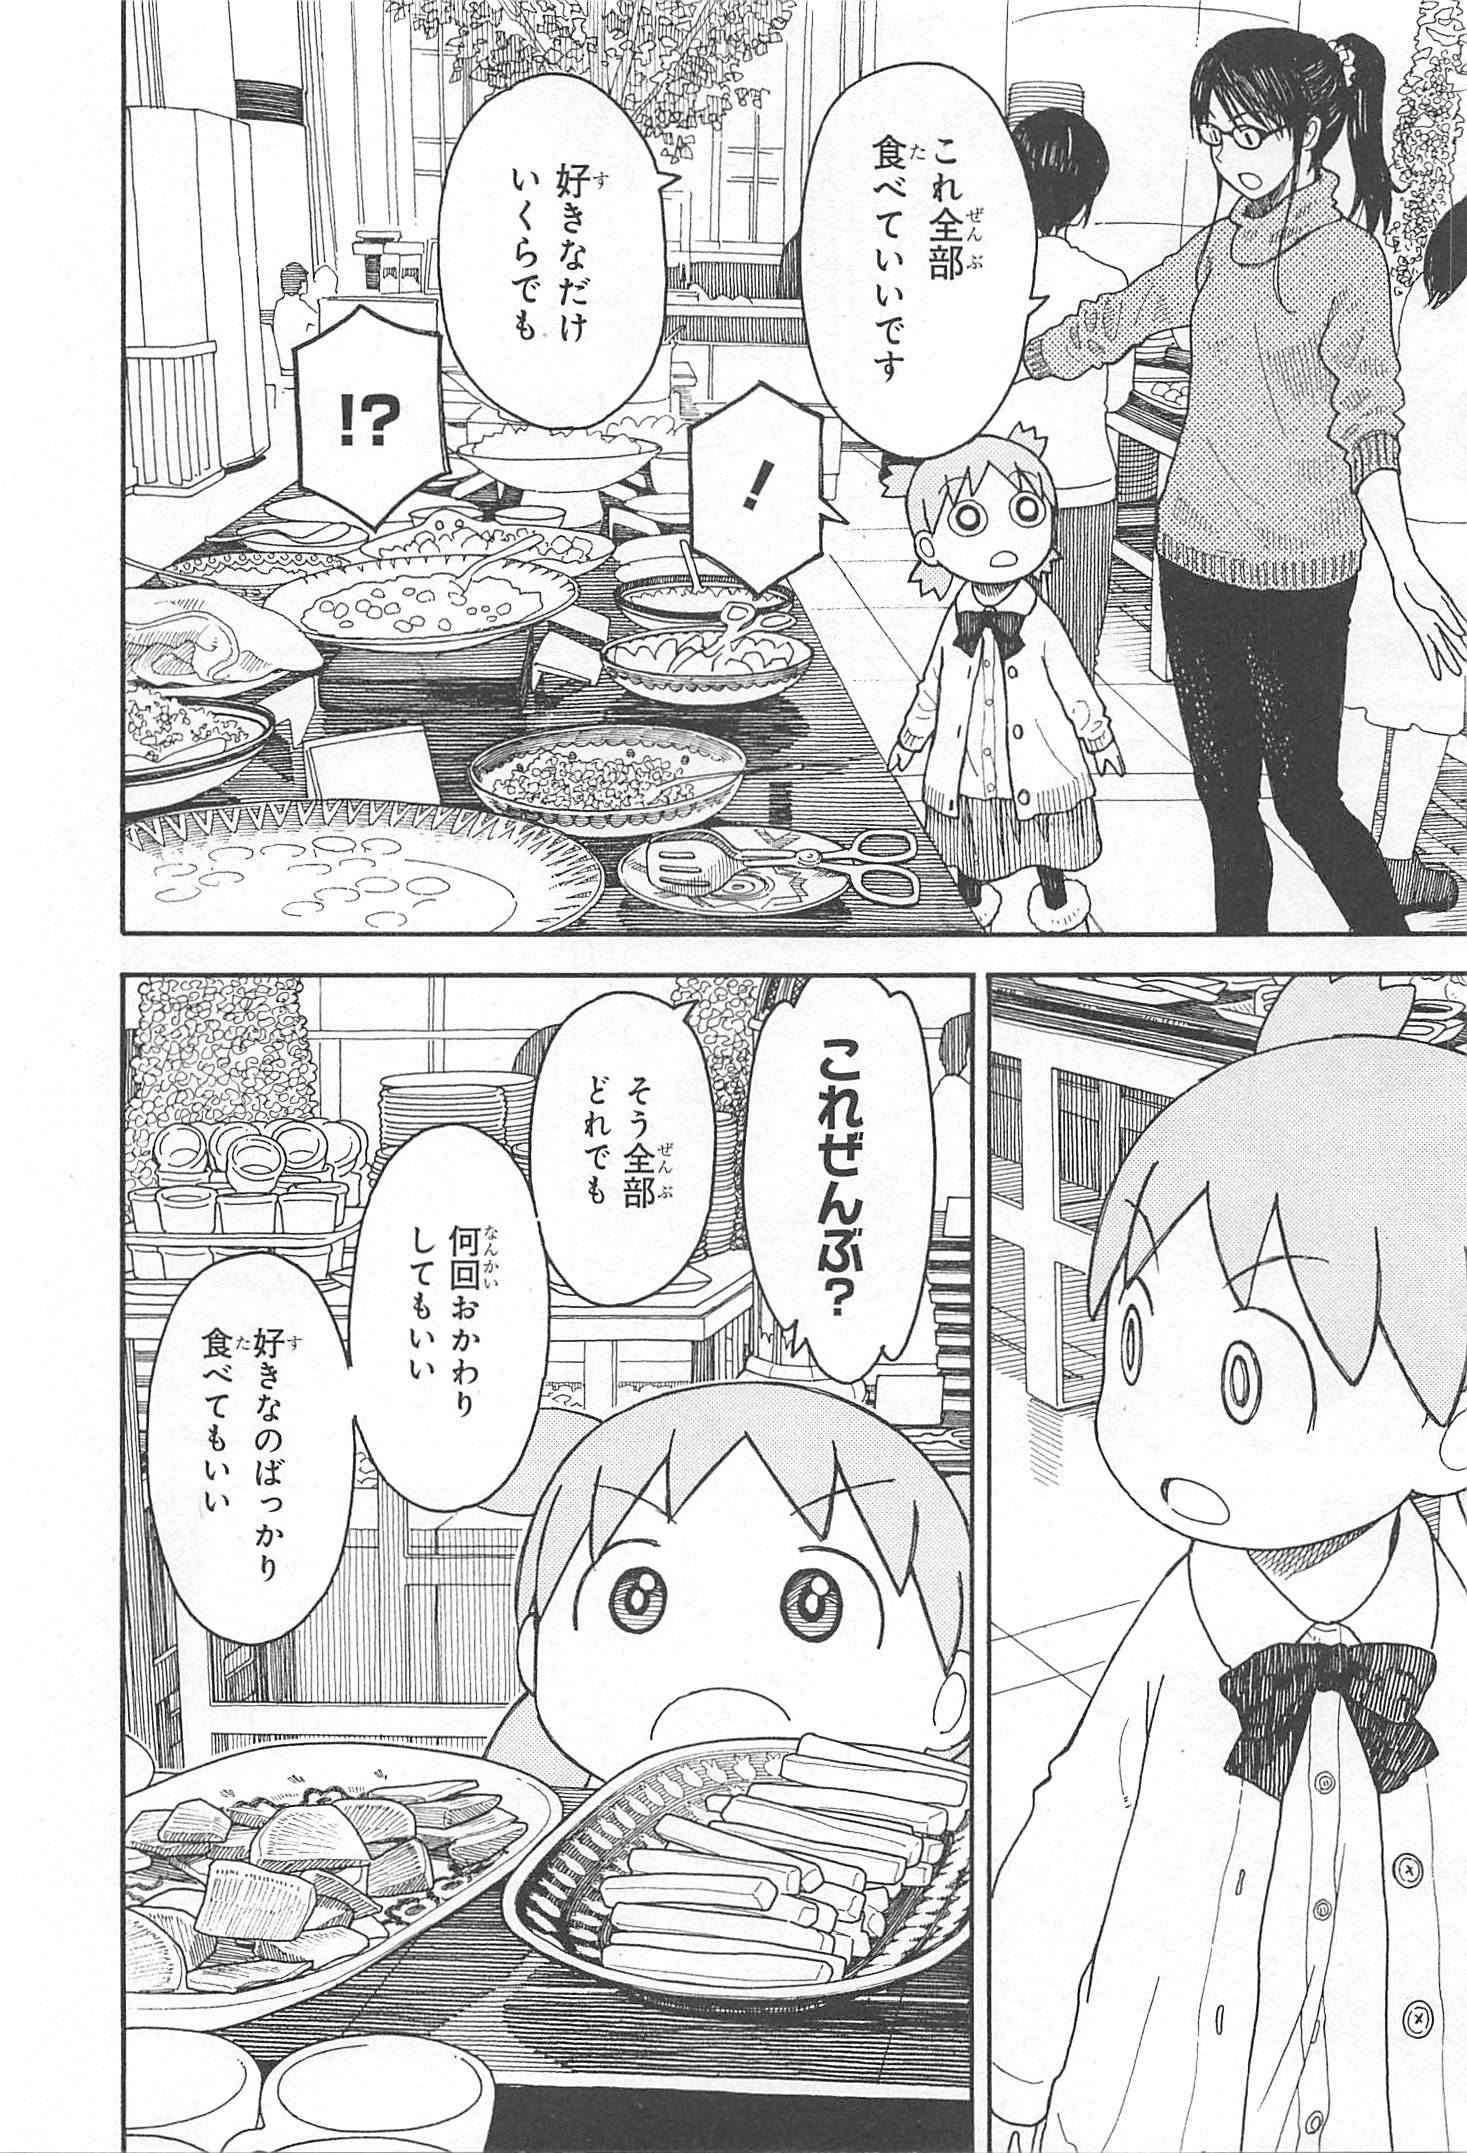 これ全部
食べていいです
！
好きなだけ
いくらでも
！？
これぜんぶ？
そう全部
どれでも
何回おかわり
してもいい
好きなのばっかり
食べてもいい